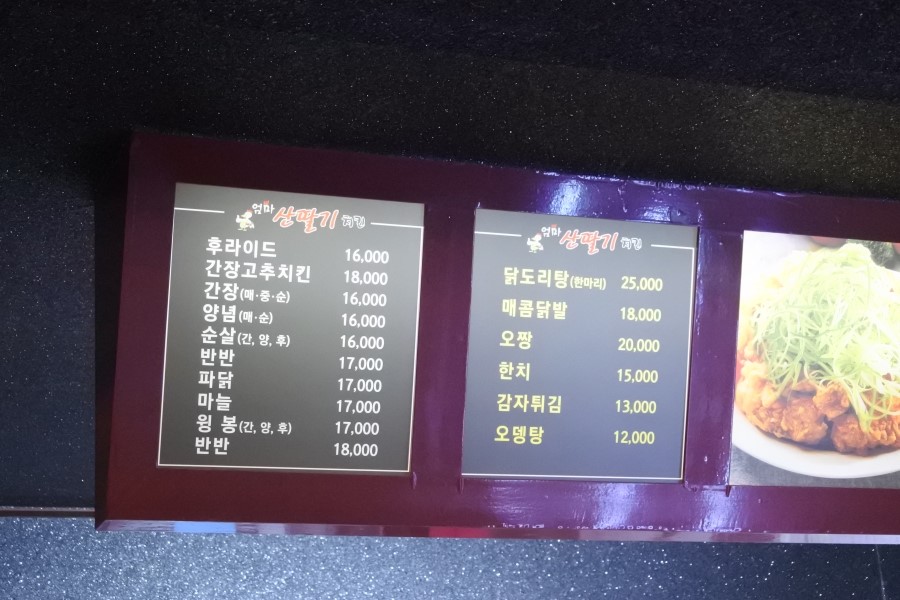 엄마 산딸기 치킨
후라이드 16,000
간장고추치킨 18,000
간장(매·중·순) 16,000
양념(매·순) 16,000
순살(간, 양, 후) 16,000
반반 17,000
파닭 17,000
마늘 17,000
윙 봉(간, 양, 후) 17,000
반반 18,000
엄마 산딸기 치킨
닭도리탕(한마리) 25,000
매콤닭발 18,000
오짱 20,000
한치 15,000
감자튀김 13,000
오뎅탕 12,000